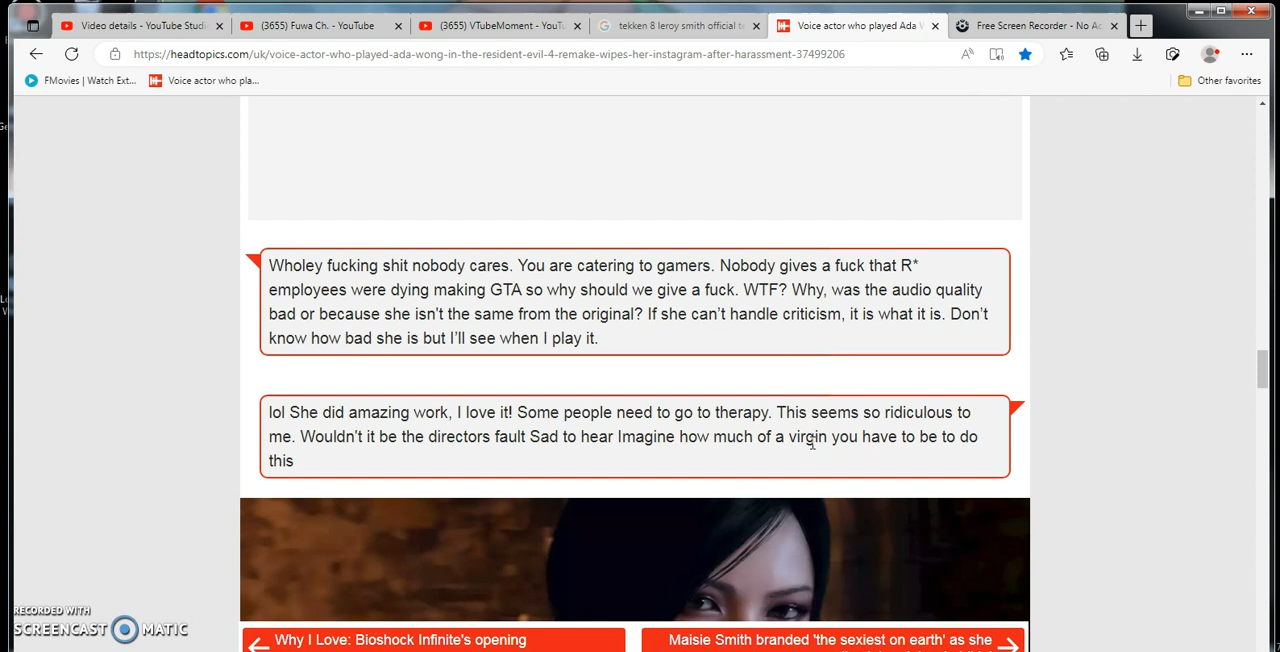 Video details - YouTube Studi
(3655) Fuwa Ch. - YouTube
(3655) VTubeMoment - YouTu
tekken 8 leroy smith official t
Voice actor who played Ada W
Free Screen Recorder - No Ac
https://headtopics.com/uk/voice-actor-who-played-ada-wong-in-the-resident-evil-4-remake-wipes-her-instagram-after-harassment-37499206
FMovies | Watch Ext...
Voice actor who pla...
Other favorites
Wholey fucking shit nobody cares. You are catering to gamers. Nobody gives a fuck that R*
employees were dying making GTA so why should we give a fuck. WTF? Why, was the audio quality
bad or because she isn't the same from the original? If she can’t handle criticism, it is what it is. Don’t
know how bad she is but I’ll see when I play it.
lol She did amazing work, I love it! Some people need to go to therapy. This seems so ridiculous to
me. Wouldn't it be the directors fault Sad to hear Imagine how much of a virgin you have to be to do
this
RECORDED WITH
SCREENCAST MATIC
Why I Love: Bioshock Infinite's opening
Maisie Smith branded 'the sexiest on earth' as she